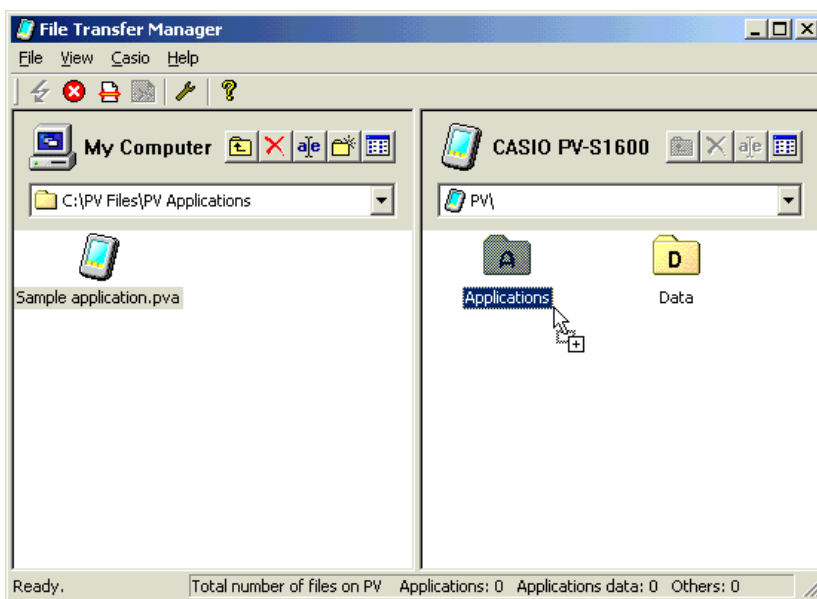 File Transfer Manager
File View Casio Help
My Computer
C:\PV Files\PV Applications
Sample application.pva
CASIO PV-S1600
PV\
A
Applications
D
Data
Ready.
Total number of files on PV Applications: 0 Applications data: 0 Others: 0